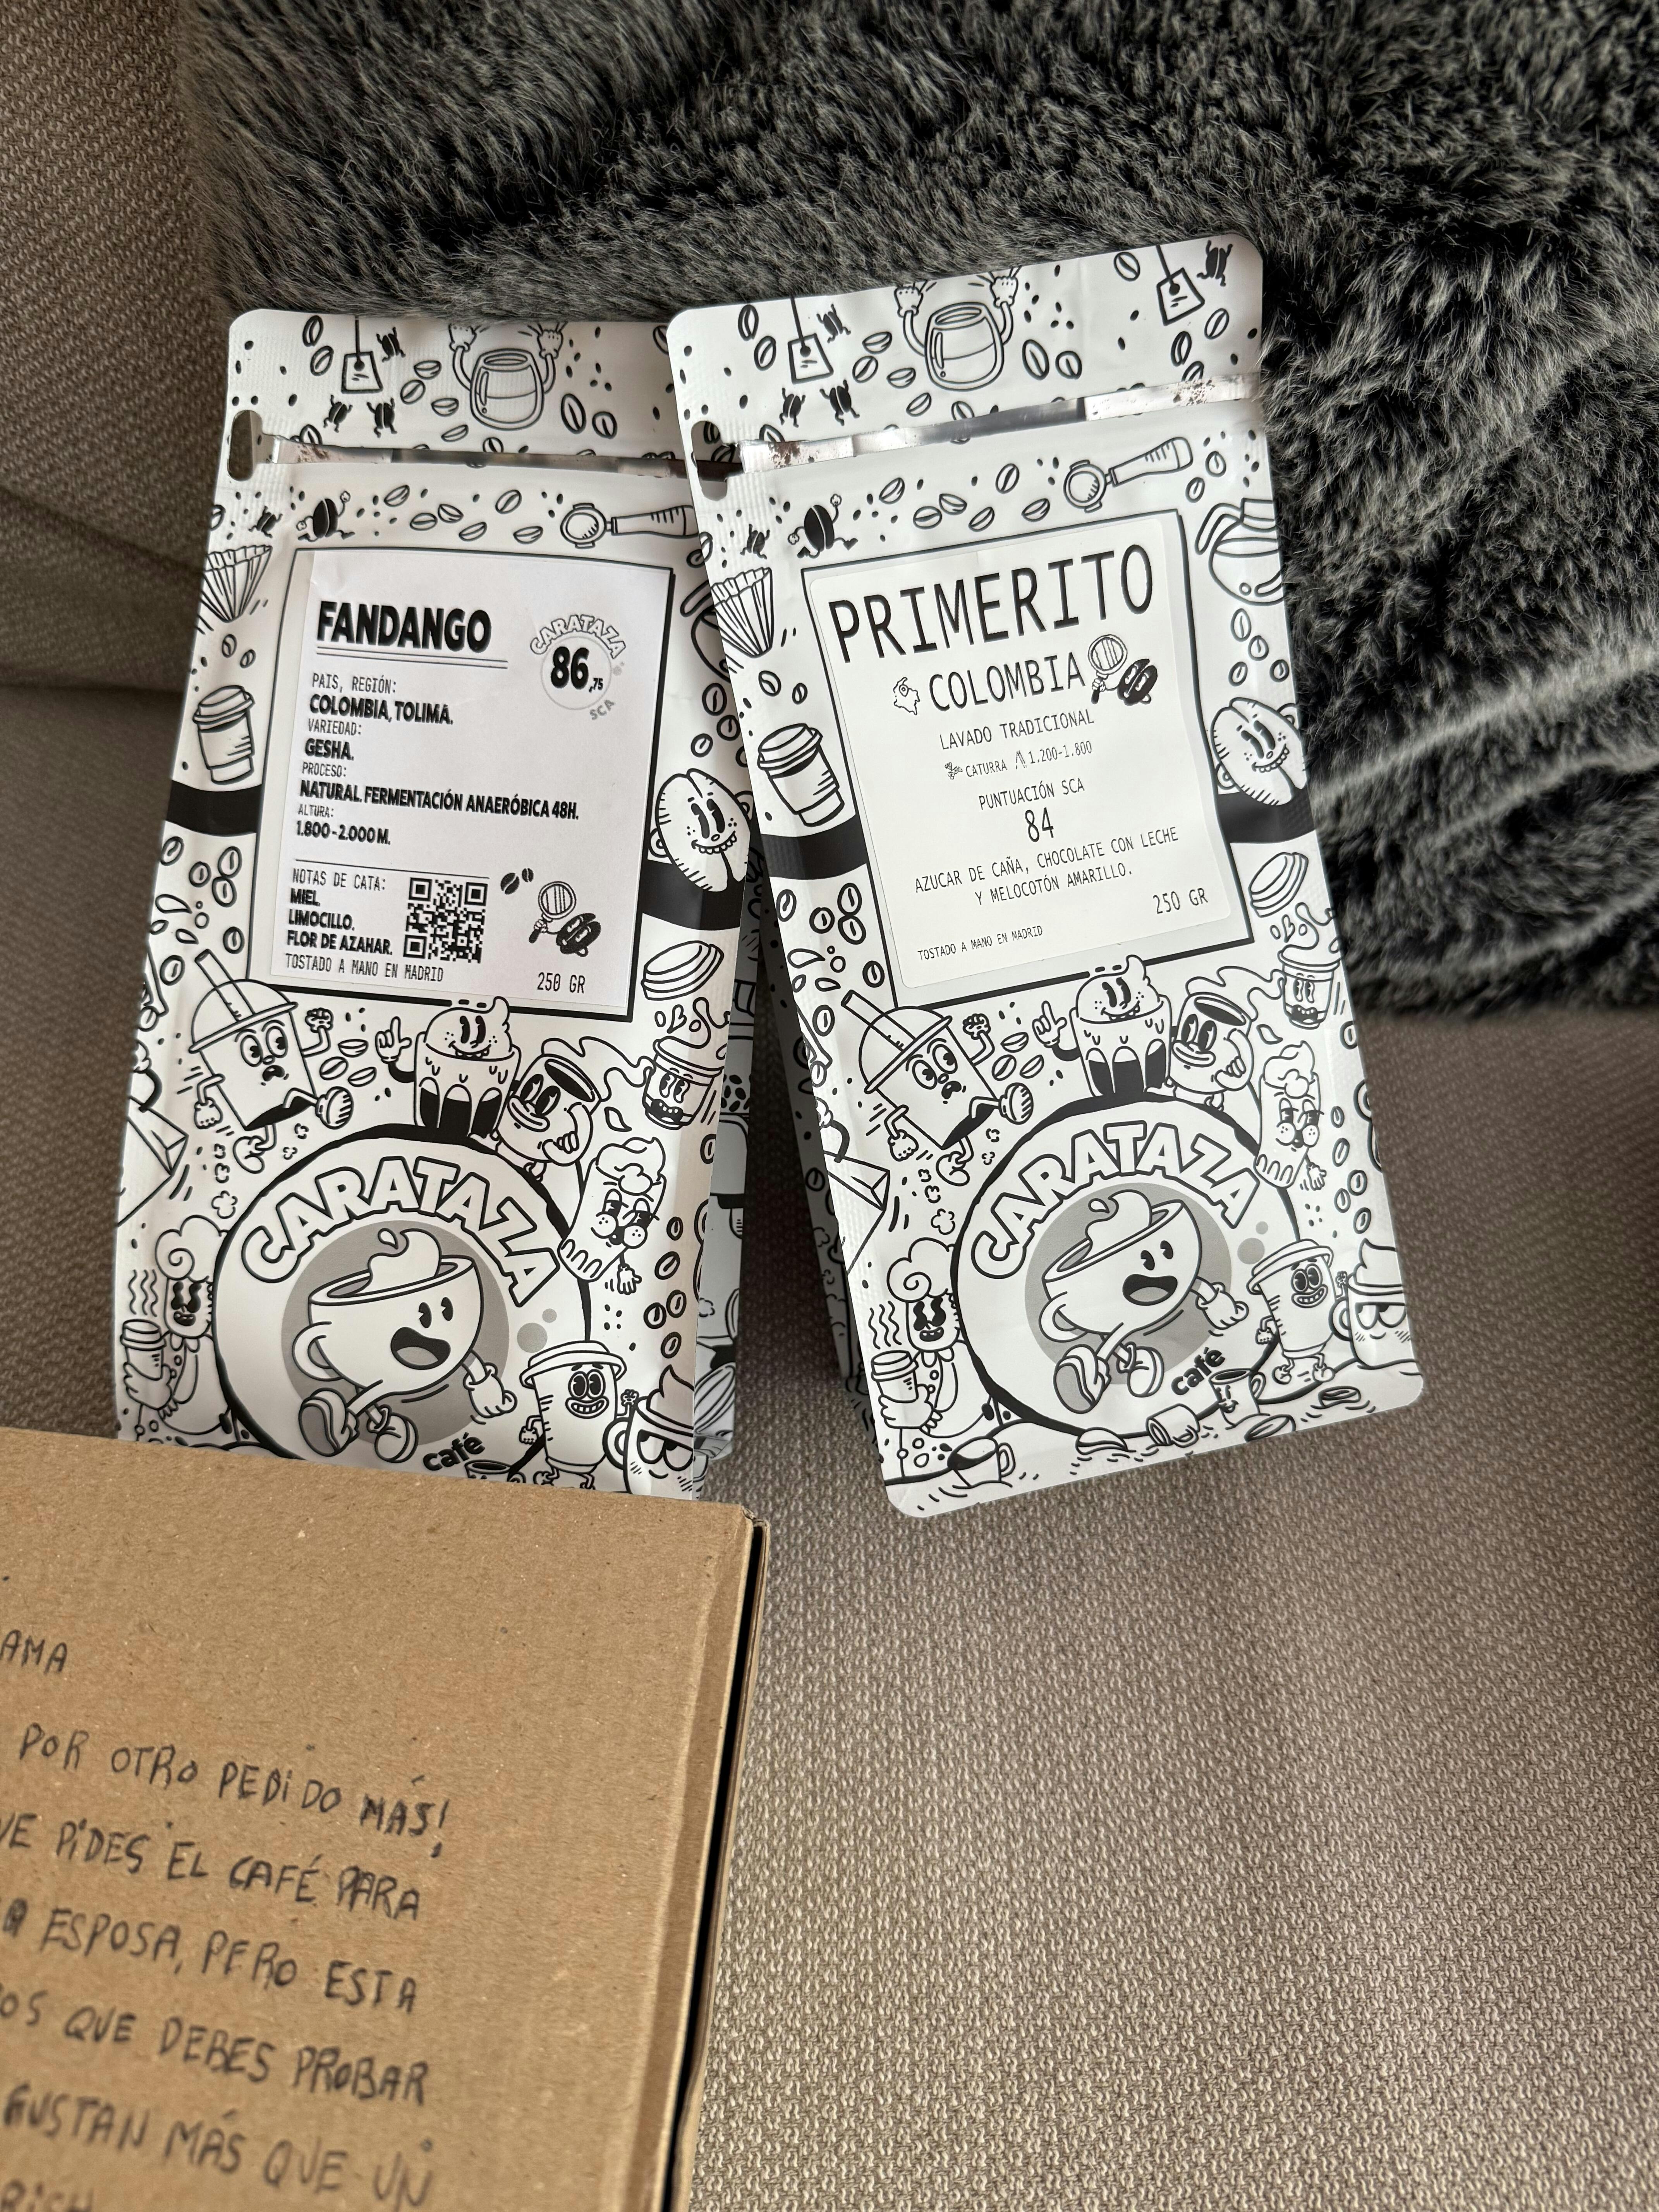 FANDANGO
CARATAZA
86,75
SCA
PAIS, REGIÓN:
COLOMBIA, TOLIMA.
VARIEDAD:
GESHA.
PROCESO:
NATURAL. FERMENTACIÓN ANAERÓBICA 48H.
ALTURA:
1.800-2.000 M.
NOTAS DE CATA:
MIEL.
LIMOCILLO.
FLOR DE AZAHAR.
TOSTADO A MANO EN MADRID
250 GR
CARATAZA
café
PRIMERITO
COLOMBIA
LAVADO TRADICIONAL
CATURRA 1.200-1.800
PUNTUACIÓN SCA
84
AZUCAR DE CAÑA, CHOCOLATE CON LECHE
Y MELOCOTÓN AMARILLO.
250 GR
TOSTADO A MANO EN MADRID
CARATAZA
café
AMA
POR OTRO PEDIDO MÁS!
PIDES EL CAFÉ PARA
ESPOSA, PERO ESTA
QUE DEBES PROBAR
GUSTAN MÁS QUE UN